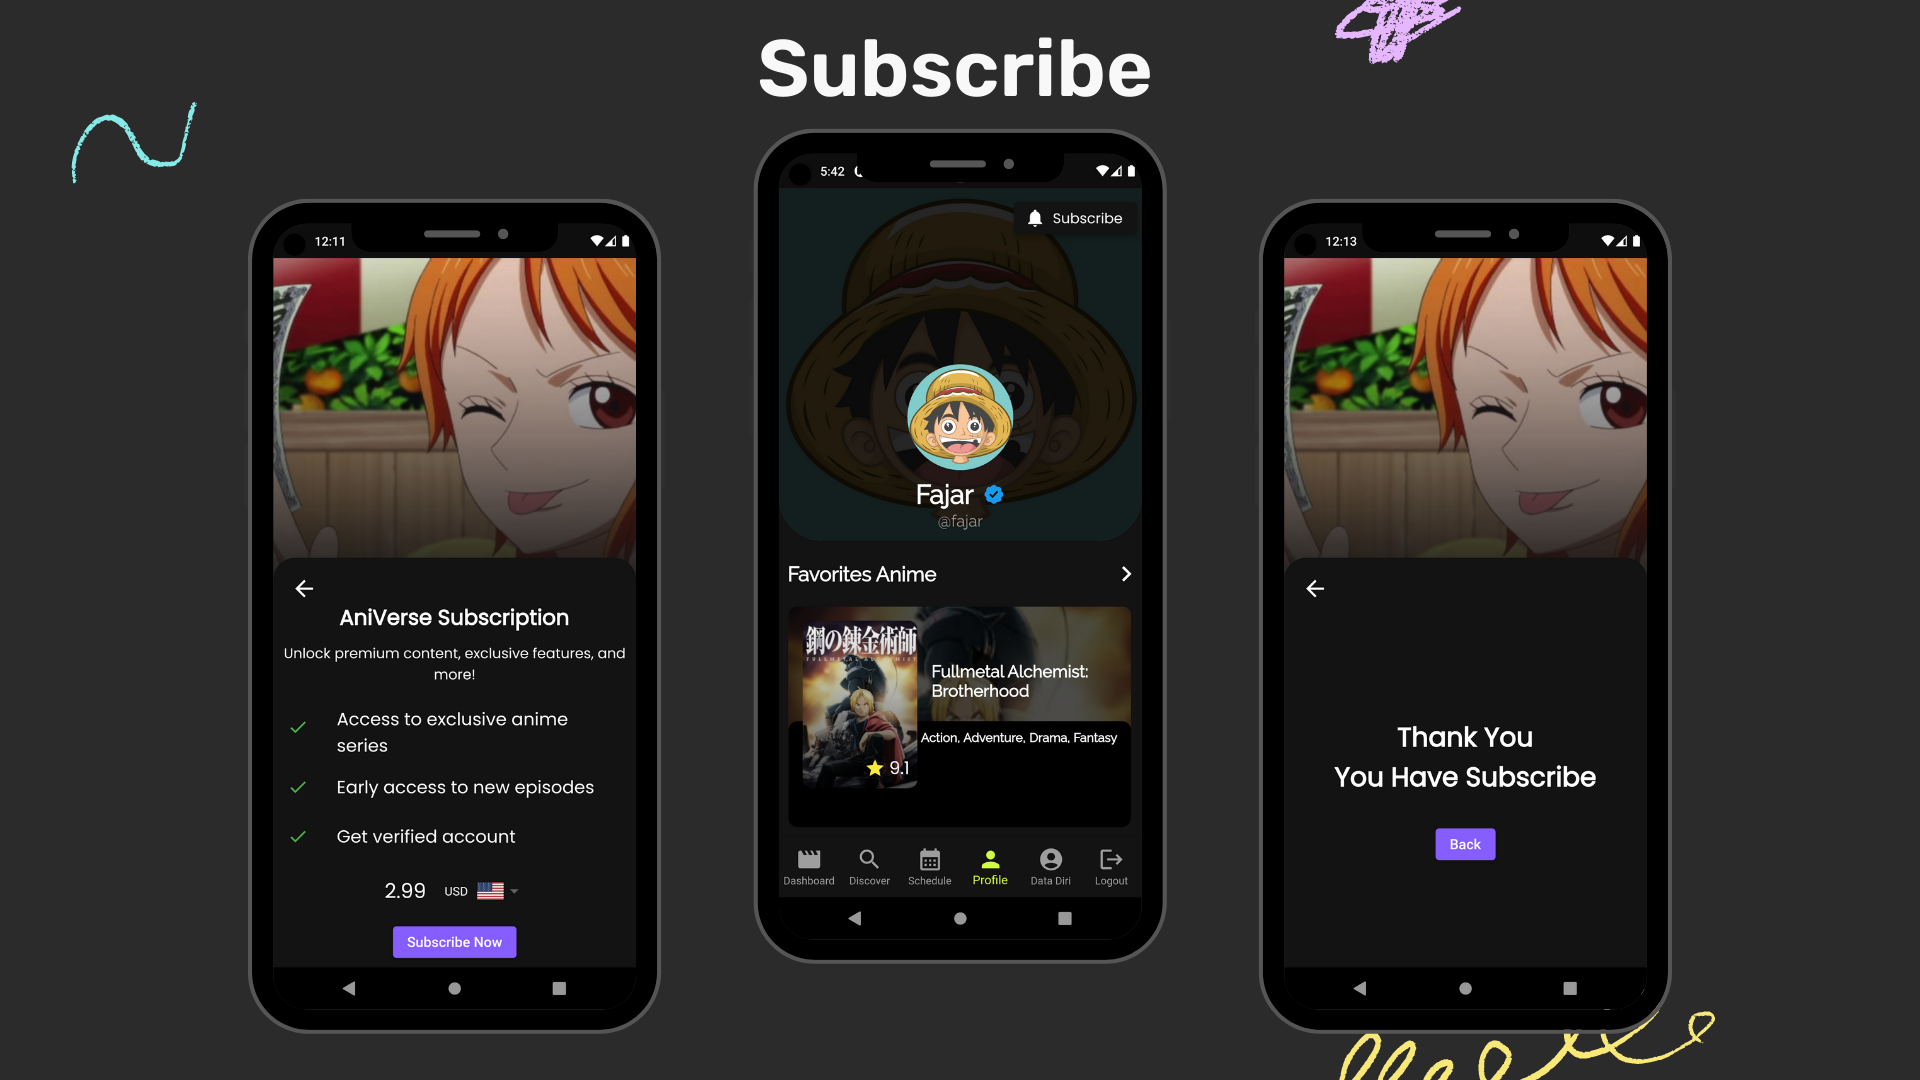 Subscribe
12:11
AniVerse Subscription
Unlock premium content, exclusive features, and
more!
Access to exclusive anime
series
Early access to new episodes
Get verified account
2.99 USD
Subscribe Now
5:42
Subscribe
Fajar
@fajar
Favorites Anime
鋼の錬金術師
FULLMETAL ALCHEMIST
Fullmetal Alchemist:
Brotherhood
Action, Adventure, Drama, Fantasy
9.1
Dashboard Discover Schedule Profile Data Diri Logout
12:13
Thank You
You Have Subscribe
Back